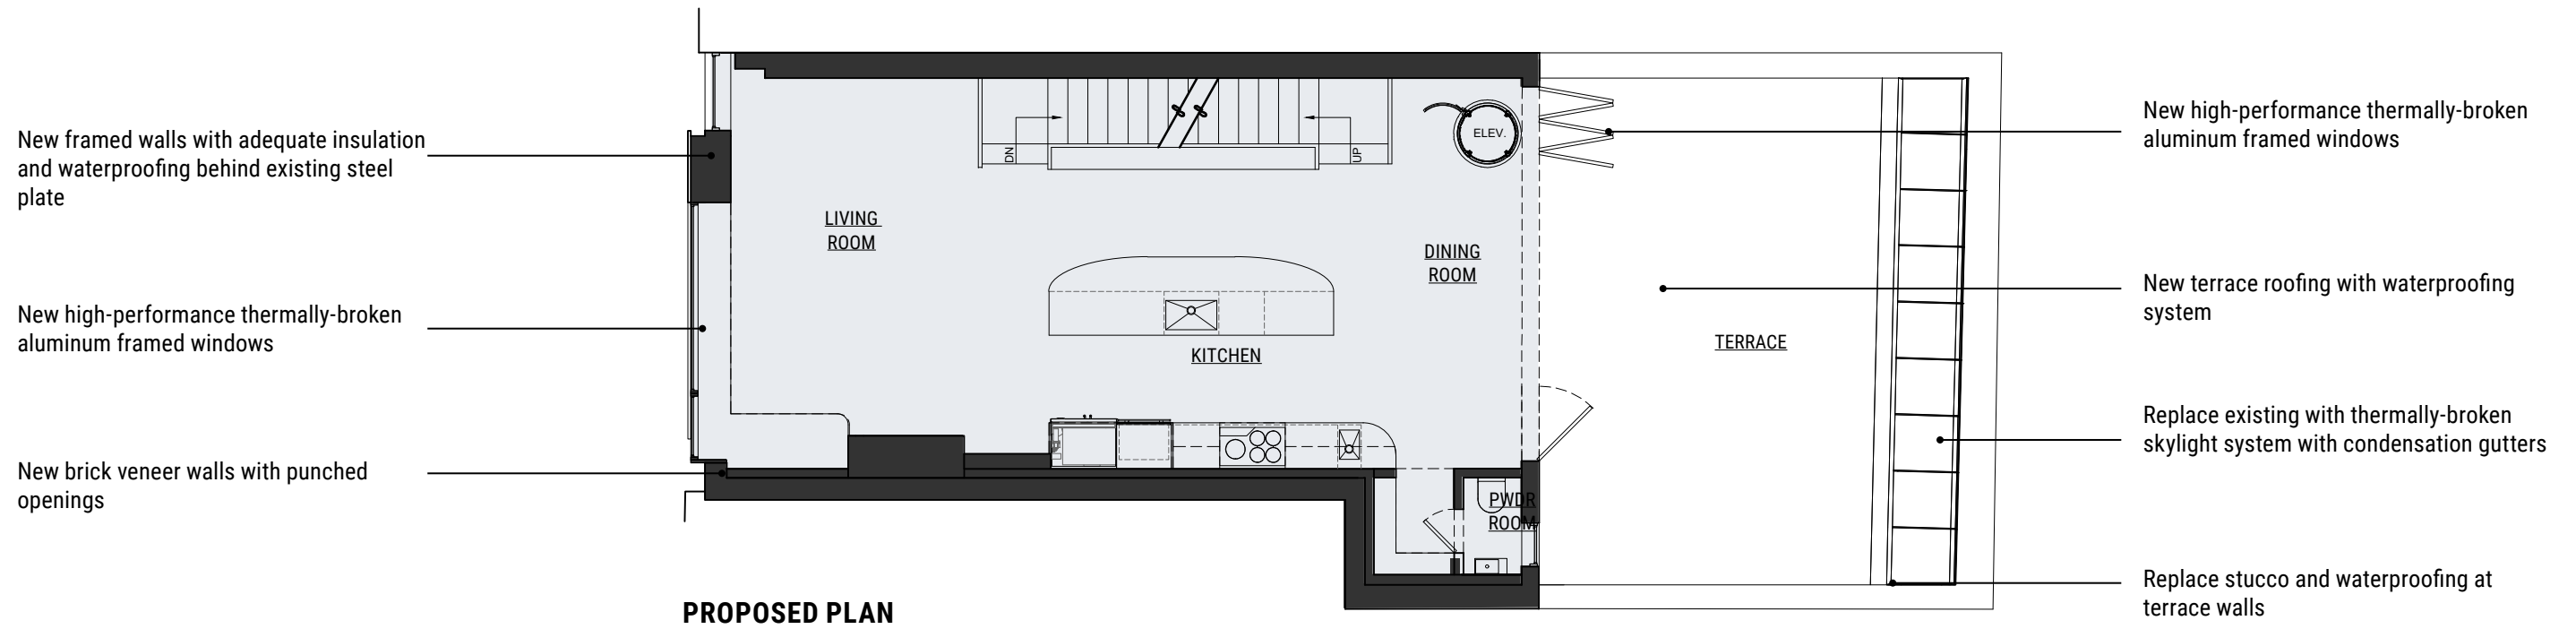 New framed walls with adequate insulation
and waterproofing behind existing steel
plate
New high-performance thermally-broken
aluminum framed windows
New brick veneer walls with punched
openings
DN
UP
ELEV.
LIVING
ROOM
DINING
ROOM
KITCHEN
PWDR
ROOM
TERRACE
PROPOSED PLAN
New high-performance thermally-broken
aluminum framed windows
New terrace roofing with waterproofing
system
Replace existing with thermally-broken
skylight system with condensation gutters
Replace stucco and waterproofing at
terrace walls